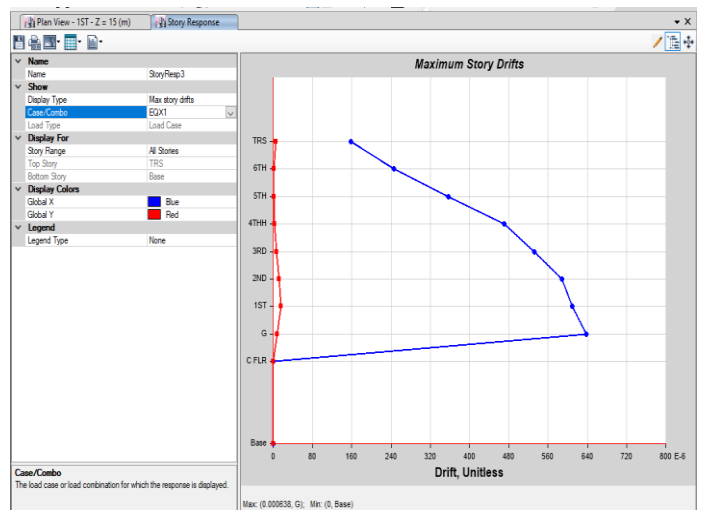 Plan View - 1ST - Z = 15 (m)
Story Response
X
Name
Name StoryResp3
Show
Display Type Max story drifts
Case/Combo EQX1
Load Type Load Case
Display For
Story Range All Stories
Top Story TRS
Bottom Story Base
Display Colors
Global X Blue
Global Y Red
Legend
Legend Type None
Case/Combo
The load case or load combination for which the response is displayed.
Maximum Story Drifts
TRS
6TH
5TH
4THH
3RD
2ND
1ST
G
C FLR
Base
0 80 160 240 320 400 480 560 640 720 800 E-6
Drift, Unitless
Max: (0.000638, G); Min: (0, Base)